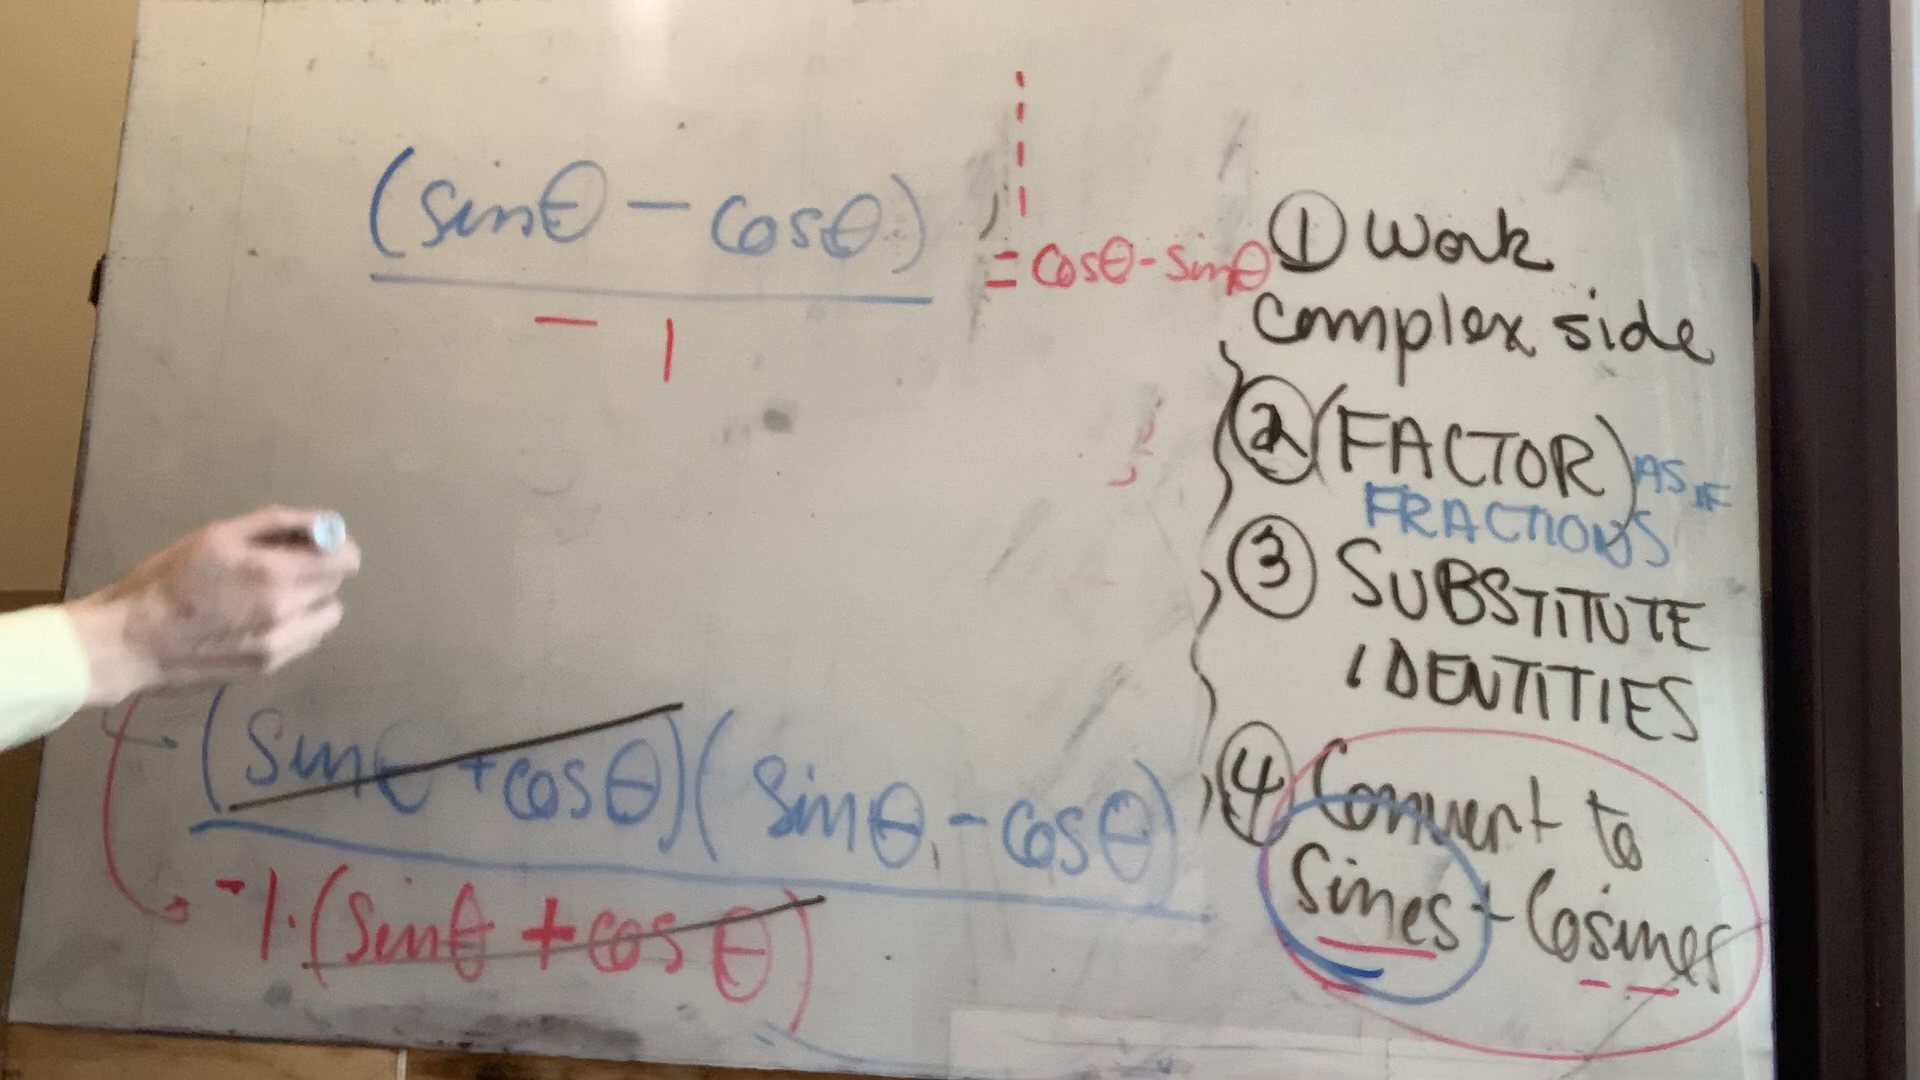 (sinθ - cosθ)
- 1
= cosθ - sinθ
① Work
complex side
② (FACTOR) AS IF
FRACTIONS
③ SUBSTITUTE
IDENTITIES
④ Convert to
Sines + Cosines
(sinθ + cosθ)(sinθ - cosθ)
-1·(sinθ + cosθ)